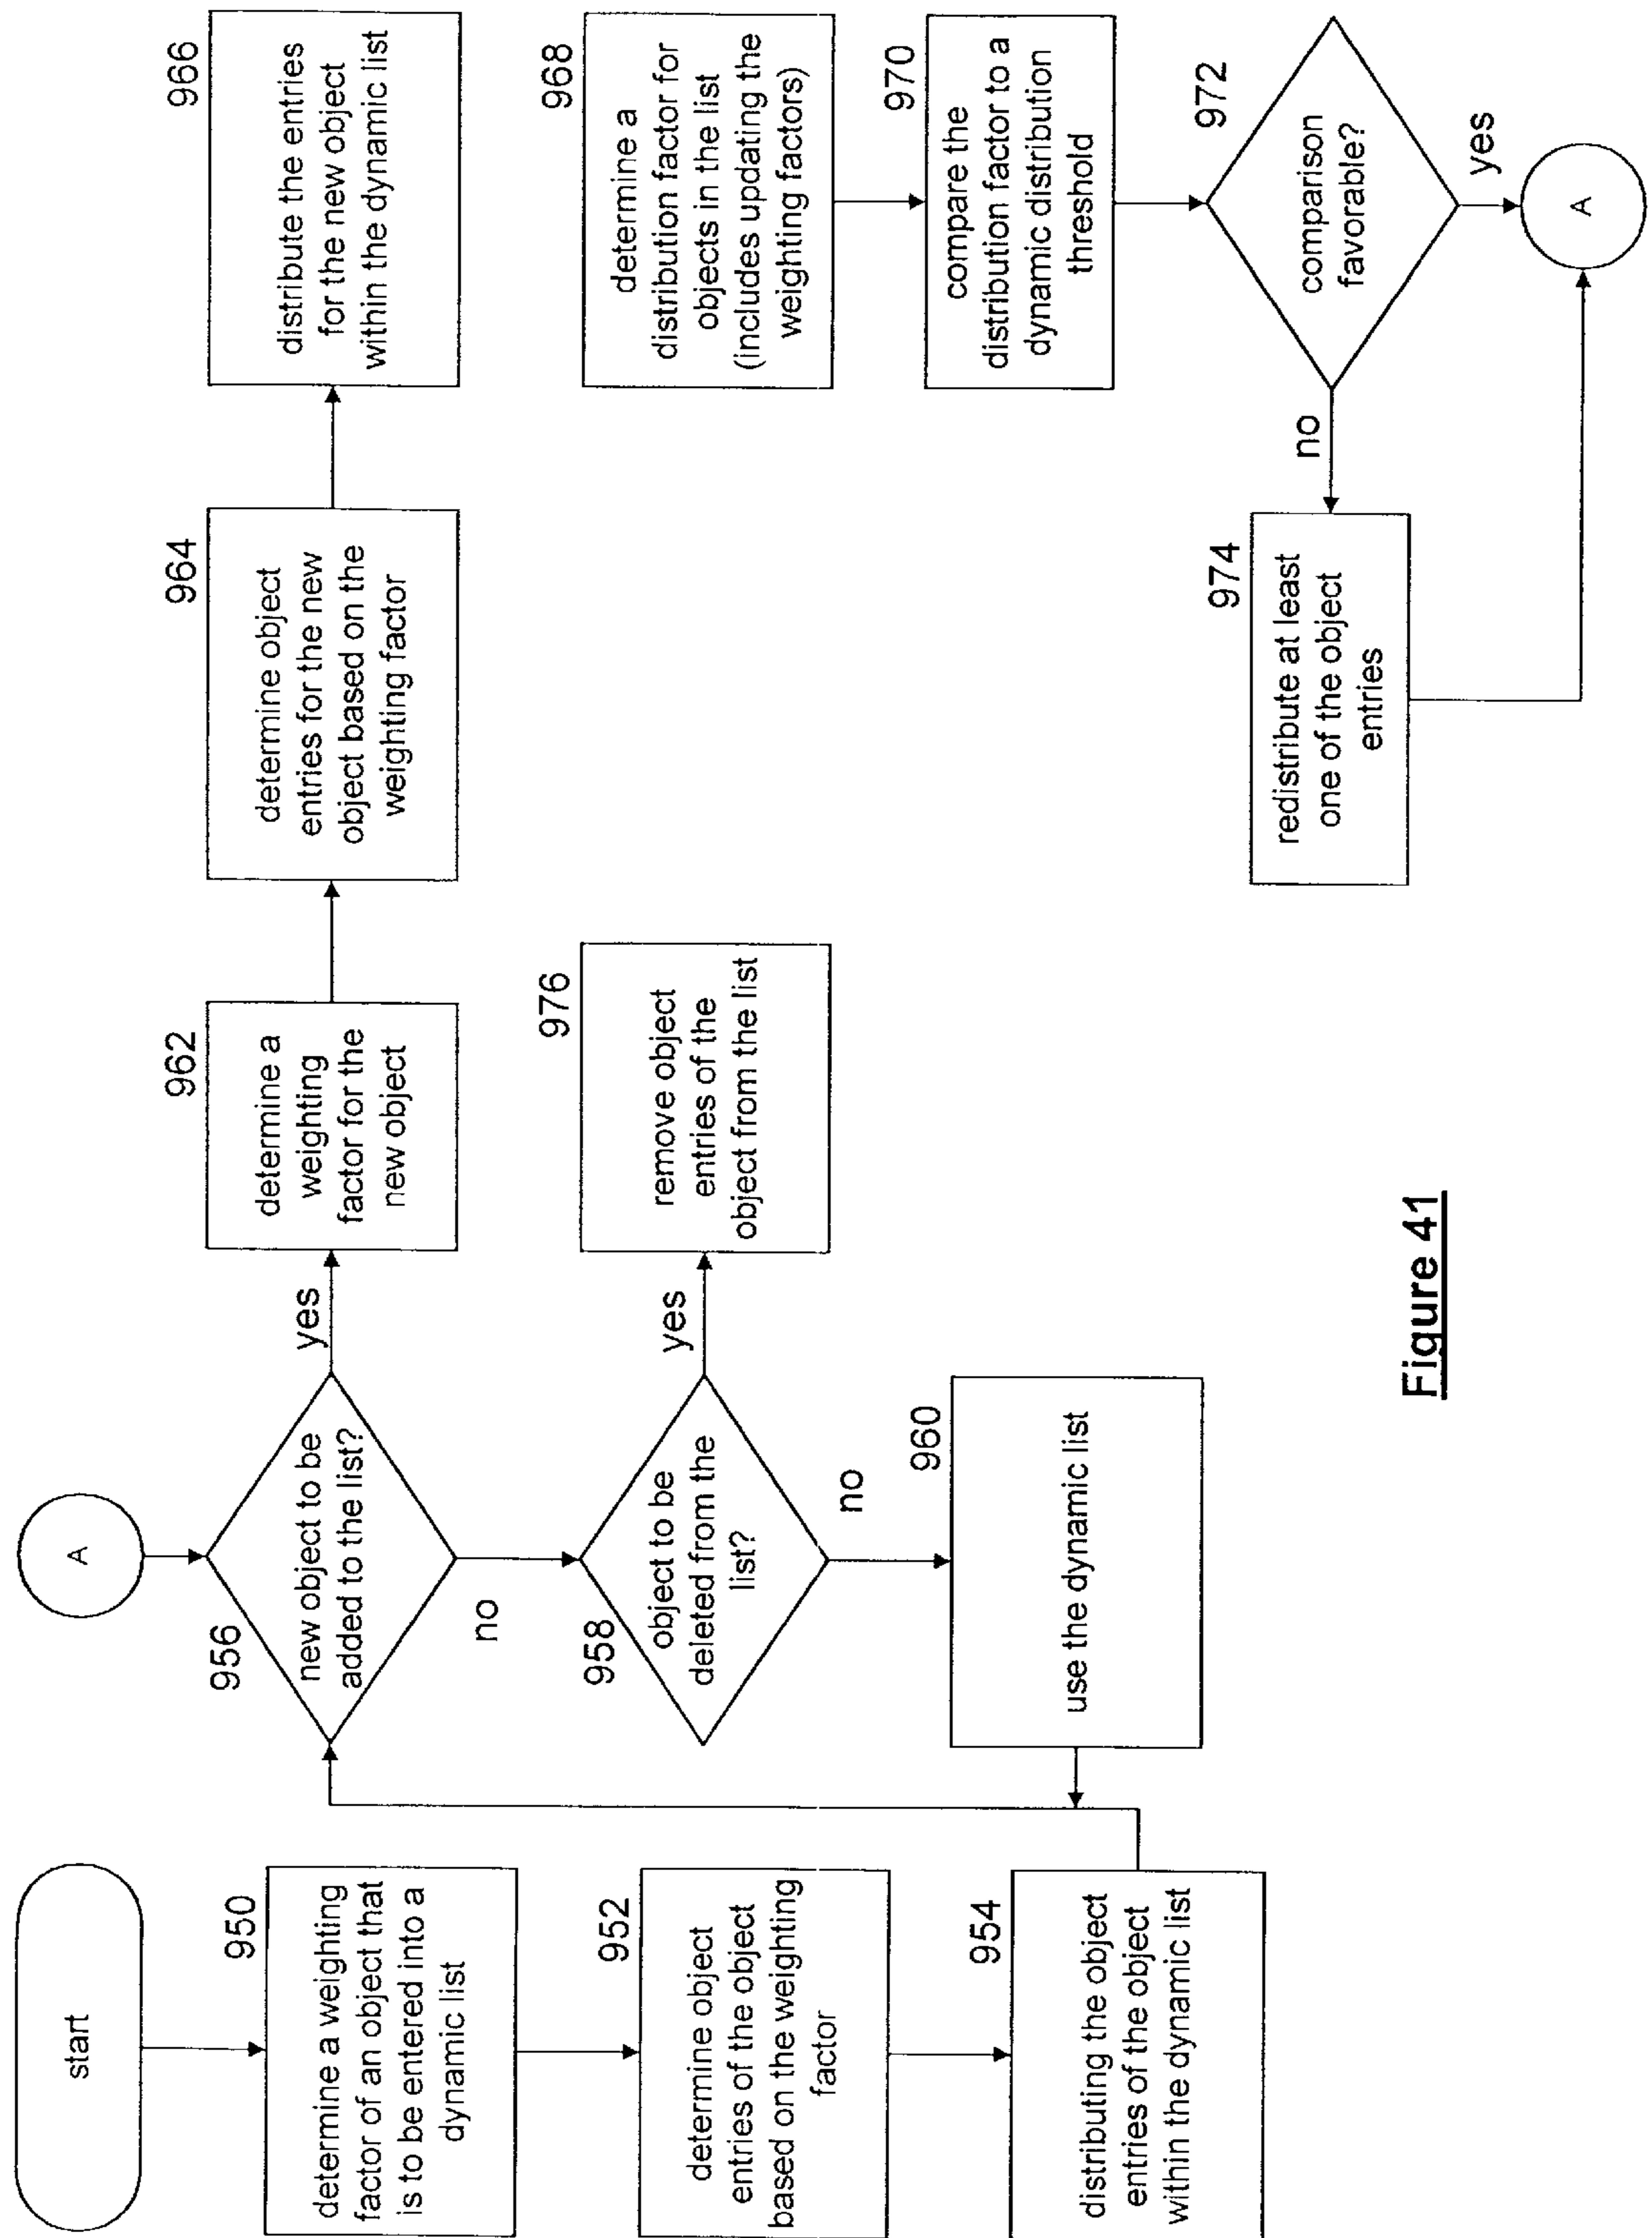 start
950
determine a weighting
factor of an object that
is to be entered into a
dynamic list
952
determine object
entries of the object
based on the weighting
factor
954
distributing the object
entries of the object
within the dynamic list
A
956
new object to be
added to the list?
yes
no
958
object to be
deleted from the
list?
yes
no
960
use the dynamic list
962
determine a
weighting
factor for the
new object
964
determine object
entries for the new
object based on the
weighting factor
966
distribute the entries
for the new object
within the dynamic list
976
remove object
entries of the
object from the list
968
determine a
distribution factor for
objects in the list
(includes updating the
weighting factors)
970
compare the
distribution factor to a
dynamic distribution
threshold
972
comparison
favorable?
no
yes
974
redistribute at least
one of the object
entries
A
Figure 41